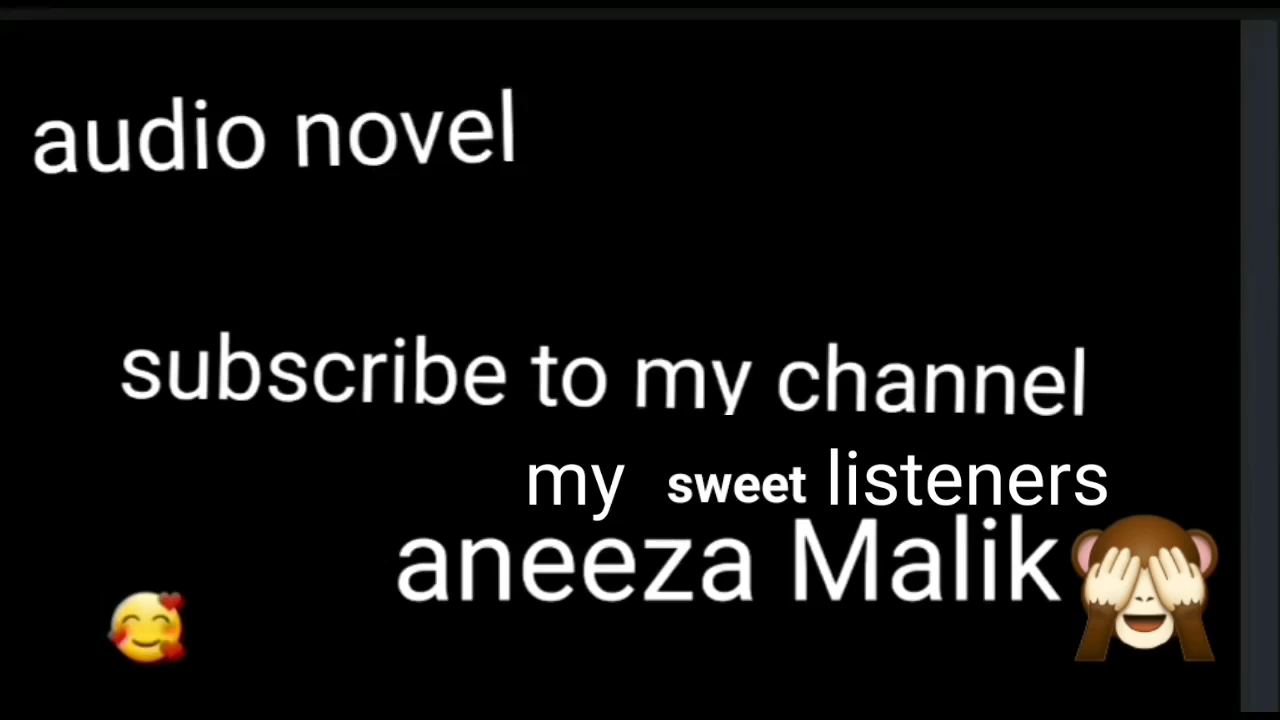 audio novel
subscribe to my channel
my sweet listeners
aneeza Malik